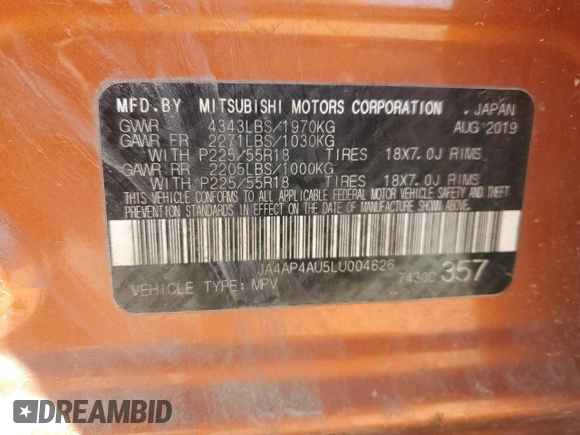 MFD.BY MITSUBISHI MOTORS CORPORATION , JAPAN
GVWR 4343LBS/1970KG AUG 2019
GAWR FR 2271LBS/1030KG
WITH P225/55R18 TIRES 18X7.0J RIMS
GAWR RR 2205LBS/1000KG
WITH P225/55R18 TIRES 18X7.0J RIMS
THIS VEHICLE CONFORMS TO ALL APPLICABLE FEDERAL MOTOR VEHICLE SAFETY AND THEFT
PREVENTION STANDARDS IN EFFECT ON THE DATE OF MANUFACTURE SHOWN ABOVE.
JA4AP4AU5LU004626 7430C 357
VEHICLE TYPE: MPV
DREAMBID